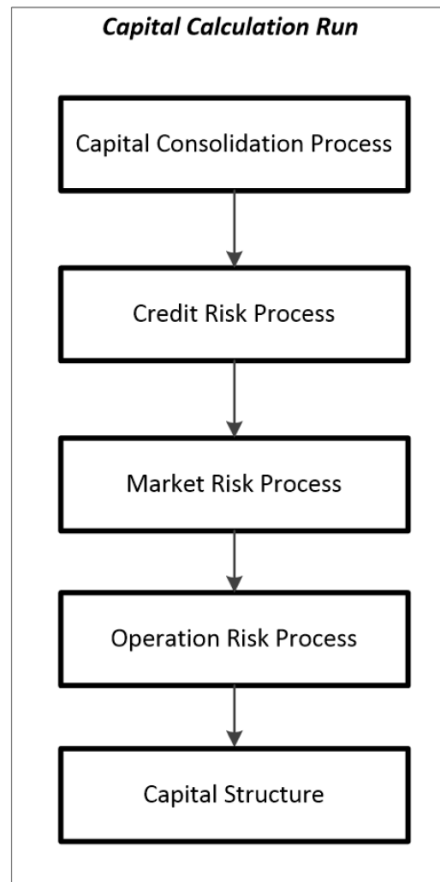 Capital Calculation Run
Capital Consolidation Process
Credit Risk Process
Market Risk Process
Operation Risk Process
Capital Structure